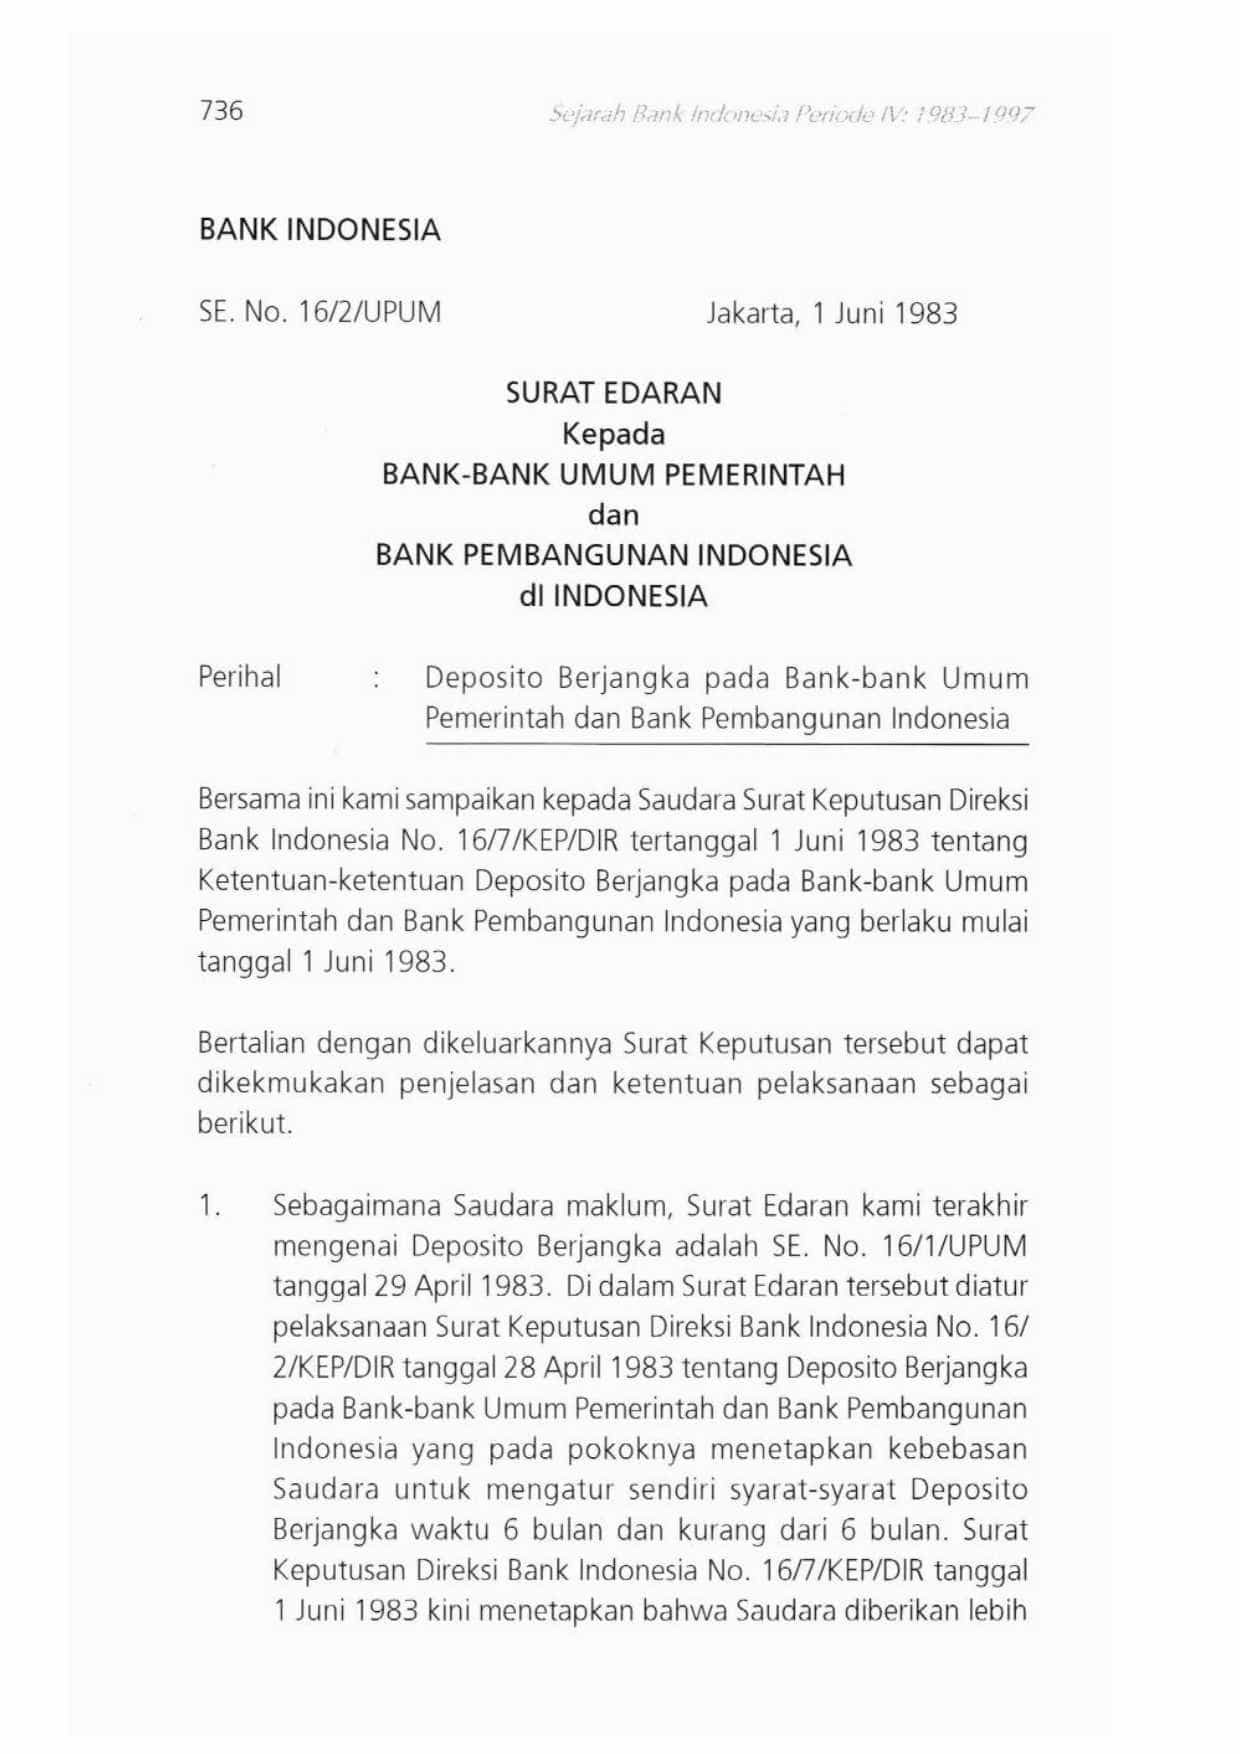 736
Sejarah Bank Indonesia Periode IV: 1983–1997
BANK INDONESIA
SE. No. 16/2/UPUM
Jakarta, 1 Juni 1983
SURAT EDARAN
Kepada
BANK-BANK UMUM PEMERINTAH
dan
BANK PEMBANGUNAN INDONESIA
dI INDONESIA
Perihal : Deposito Berjangka pada Bank-bank Umum
Pemerintah dan Bank Pembangunan Indonesia
Bersama ini kami sampaikan kepada Saudara Surat Keputusan Direksi
Bank Indonesia No. 16/7/KEP/DIR tertanggal 1 Juni 1983 tentang
Ketentuan-ketentuan Deposito Berjangka pada Bank-bank Umum
Pemerintah dan Bank Pembangunan Indonesia yang berlaku mulai
tanggal 1 Juni 1983.
Bertalian dengan dikeluarkannya Surat Keputusan tersebut dapat
dikekmukakan penjelasan dan ketentuan pelaksanaan sebagai
berikut.
1. Sebagaimana Saudara maklum, Surat Edaran kami terakhir
mengenai Deposito Berjangka adalah SE. No. 16/1/UPUM
tanggal 29 April 1983. Di dalam Surat Edaran tersebut diatur
pelaksanaan Surat Keputusan Direksi Bank Indonesia No. 16/
2/KEP/DIR tanggal 28 April 1983 tentang Deposito Berjangka
pada Bank-bank Umum Pemerintah dan Bank Pembangunan
Indonesia yang pada pokoknya menetapkan kebebasan
Saudara untuk mengatur sendiri syarat-syarat Deposito
Berjangka waktu 6 bulan dan kurang dari 6 bulan. Surat
Keputusan Direksi Bank Indonesia No. 16/7/KEP/DIR tanggal
1 Juni 1983 kini menetapkan bahwa Saudara diberikan lebih